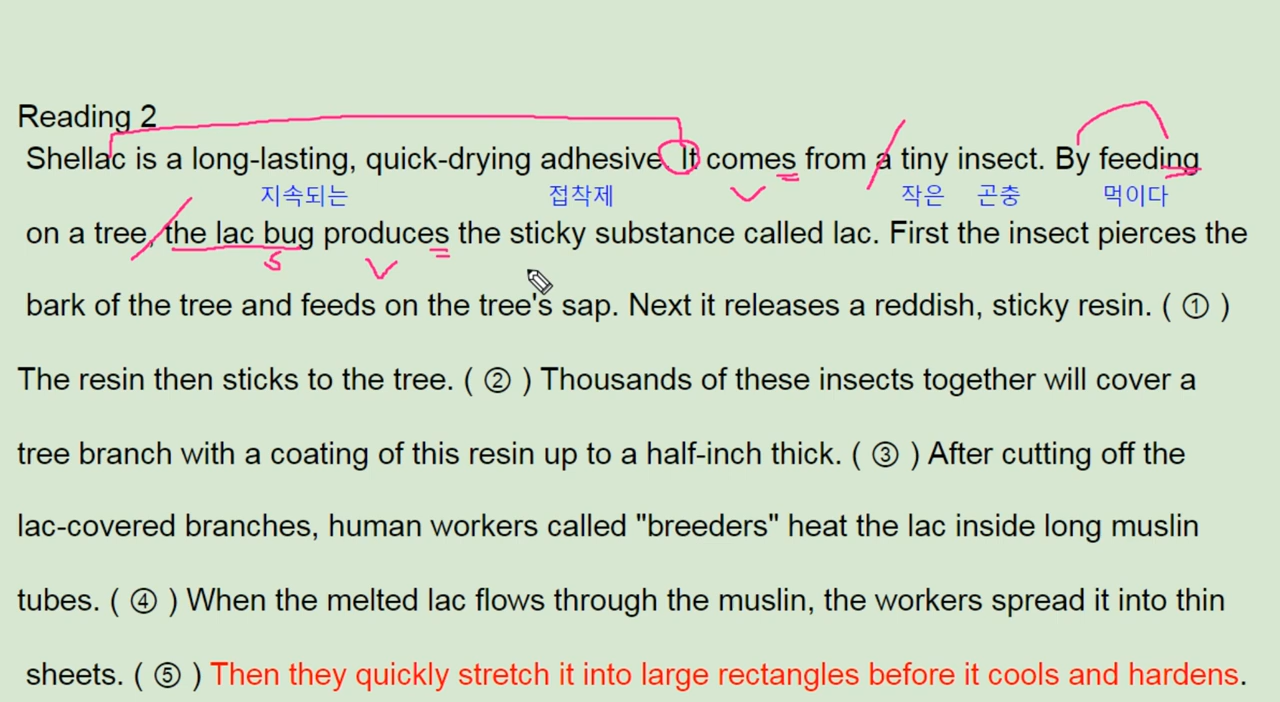 Reading 2
Shellac is a long-lasting, quick-drying adhesive. It comes from a tiny insect. By feeding
지속되는 접착제 작은 곤충 먹이다
on a tree, the lac bug produces the sticky substance called lac. First the insect pierces the
S V V
bark of the tree and feeds on the tree's sap. Next it releases a reddish, sticky resin. ( ① )
The resin then sticks to the tree. ( ② ) Thousands of these insects together will cover a
tree branch with a coating of this resin up to a half-inch thick. ( ③ ) After cutting off the
lac-covered branches, human workers called "breeders" heat the lac inside long muslin
tubes. ( ④ ) When the melted lac flows through the muslin, the workers spread it into thin
sheets. ( ⑤ ) Then they quickly stretch it into large rectangles before it cools and hardens.